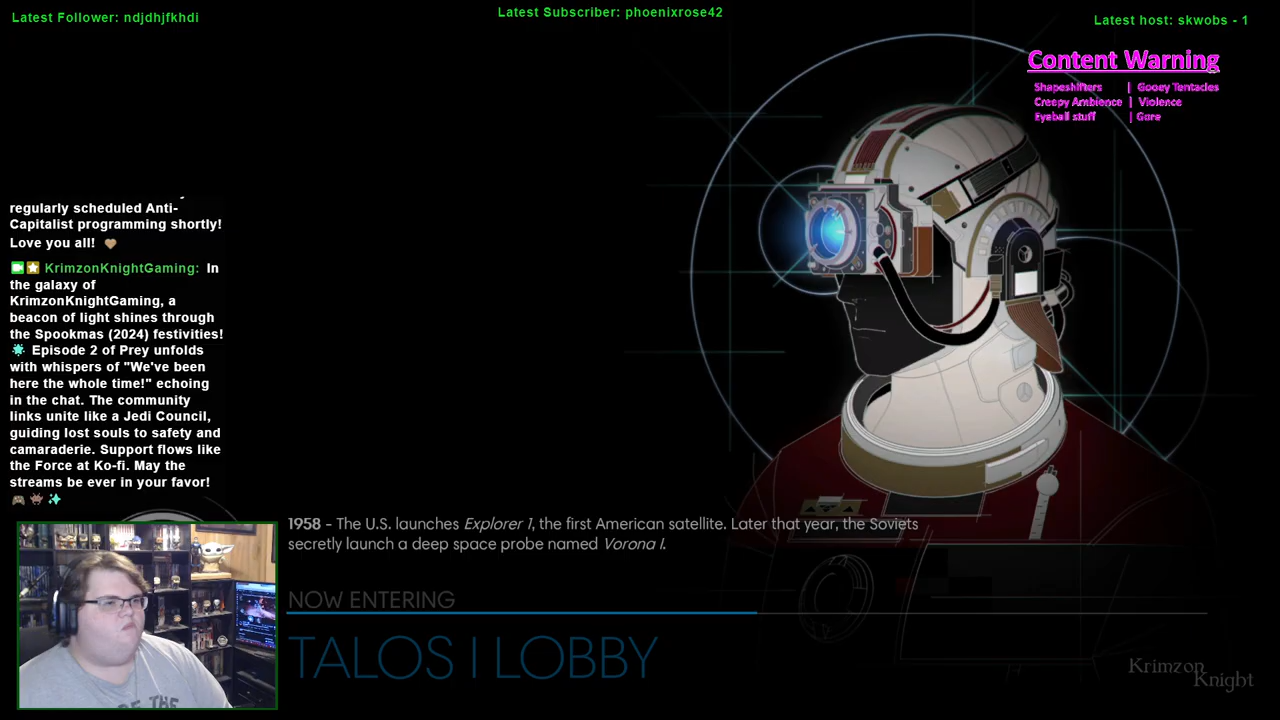 Latest Follower: ndjdhjfkhdi
Latest Subscriber: phoenixrose42
Latest host: skwobs - 1
Content Warning
Shapeshifters | Gooey Tentacles
Creepy Ambience | Violence
Eyeball stuff | Gore
regularly scheduled Anti-
Capitalist programming shortly!
Love you all!
KrimzonKnightGaming: In
the galaxy of
KrimzonKnightGaming, a
beacon of light shines through
the Spookmas (2024) festivities!
Episode 2 of Prey unfolds
with whispers of "We've been
here the whole time!" echoing
in the chat. The community
links unite like a Jedi Council,
guiding lost souls to safety and
camaraderie. Support flows like
the Force at Ko-fi. May the
streams be ever in your favor!
1958 - The U.S. launches Explorer 1, the first American satellite. Later that year, the Soviets
secretly launch a deep space probe named Vorona I.
NOW ENTERING
TALOS I LOBBY
Krimzon
Knight